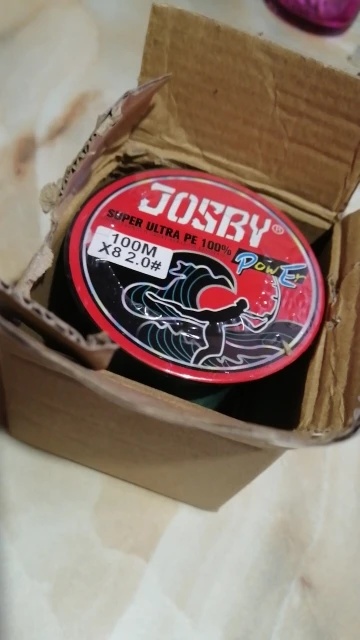 JOSBY®
SUPER ULTRA PE 100%
PowEr
100M
X8 2.0#